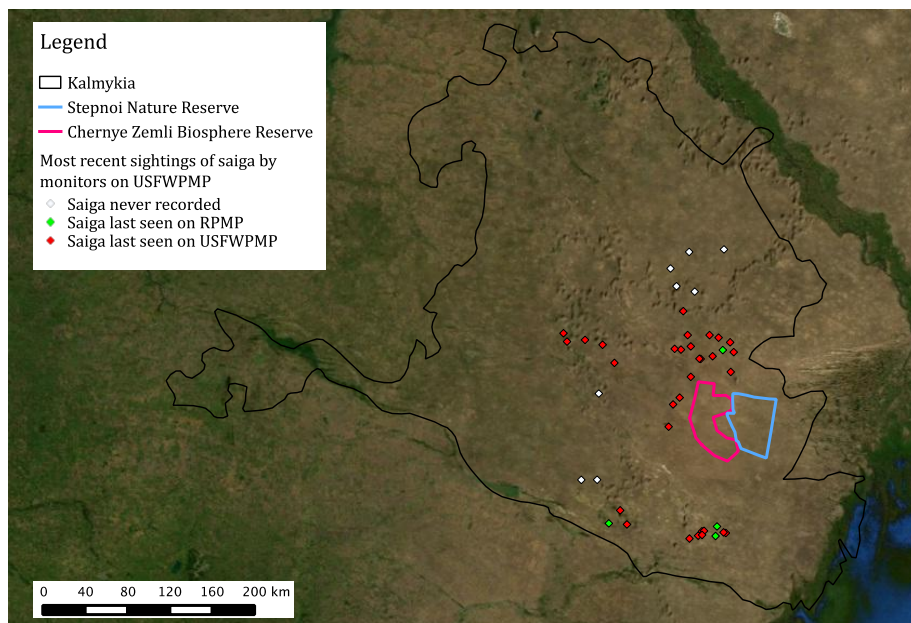 Legend
Kalmykia
Stepnoi Nature Reserve
Chernye Zemli Biosphere Reserve
Most recent sightings of saiga by
monitors on USFWPMP
Saiga never recorded
Saiga last seen on RPMP
Saiga last seen on USFWPMP
0 40 80 120 160 200 km